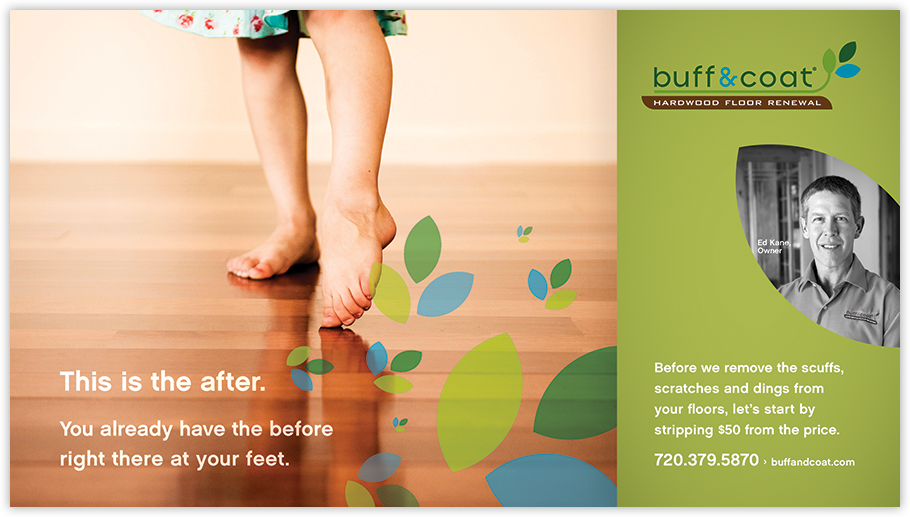 This is the after.
You already have the before
right there at your feet.
buff&coat®
HARDWOOD FLOOR RENEWAL
Ed Kane,
Owner
buff&coat
Before we remove the scuffs,
scratches and dings from
your floors, let's start by
stripping $50 from the price.
720.379.5870 › buffandcoat.com